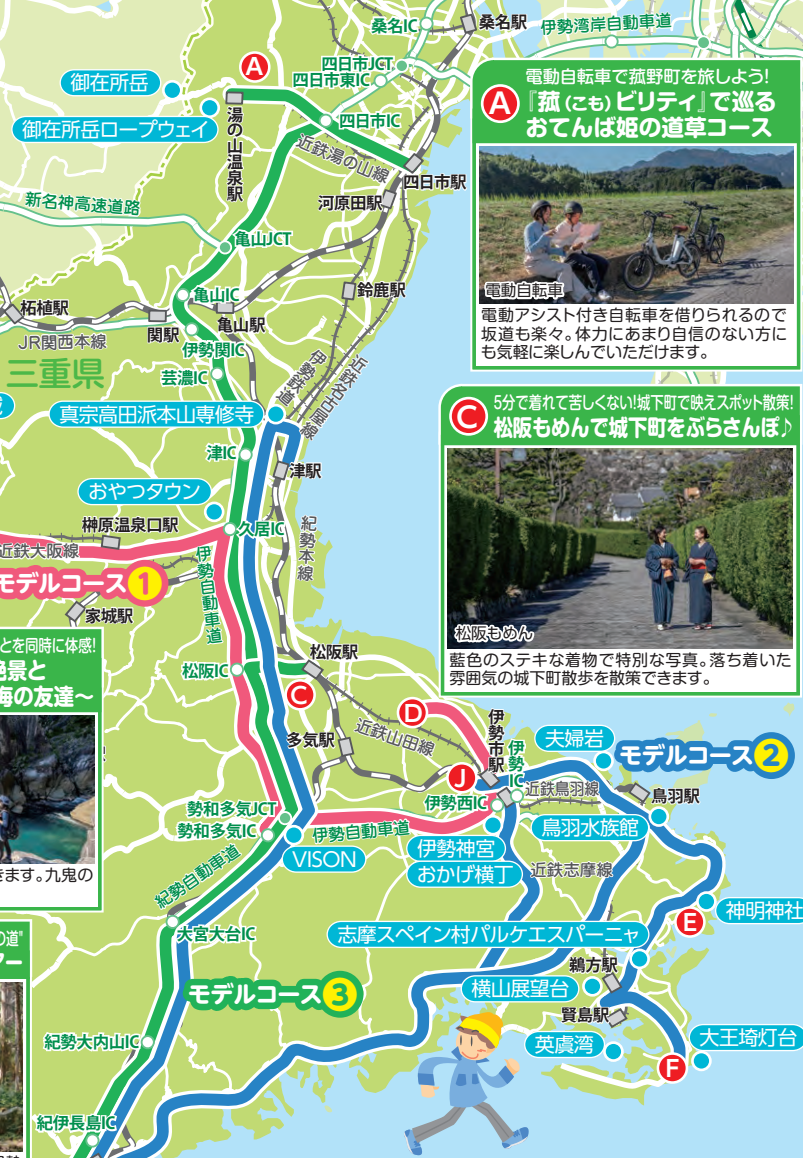 桑名IC
桑名駅
伊勢湾岸自動車道
四日市JCT
四日市東IC
A
御在所岳
御在所岳ロープウェイ
湯の山温泉駅
四日市IC
近鉄湯の山線
四日市駅
河原田駅
新名神高速道路
亀山JCT
鈴鹿駅
亀山IC
亀山駅
柘植駅
関駅
JR関西本線
伊勢関IC
三重県
芸濃IC
伊勢鉄道
近鉄名古屋線
真宗高田派本山専修寺
津IC
津駅
おやつタウン
榊原温泉口駅
久居IC
紀勢本線
近鉄大阪線
伊勢自動車道
モデルコース1
家城駅
松阪駅
松阪IC
C
D
多気駅
近鉄山田線
伊勢市駅
伊勢IC
夫婦岩
モデルコース2
J
近鉄鳥羽線
鳥羽駅
伊勢西IC
勢和多気JCT
勢和多気IC
伊勢自動車道
鳥羽水族館
VISON
伊勢神宮
おかげ横丁
近鉄志摩線
紀勢自動車道
神明神社
E
大宮大台IC
志摩スペイン村パルケエスパーニャ
鵜方駅
モデルコース3
横山展望台
賢島駅
紀勢大内山IC
英虞湾
大王埼灯台
F
紀伊長島IC
電動自転車で菰野町を旅しよう!
A 『菰(こも)ビリティ』で巡る
おてんば姫の道草コース
電動自転車
電動アシスト付き自転車を借りられるので
坂道も楽々。体力にあまり自信のない方に
も気軽に楽しんでいただけます。
5分で着れて苦しくない!城下町で映えスポット散策!
C 松阪もめんで城下町をぶらさんぽ♪
松阪もめん
藍色のステキな着物で特別な写真。落ち着いた
雰囲気の城下町散歩を散策できます。
とを同時に体感!
絶景と
海の友達～
きます。九鬼の
の道"
アー